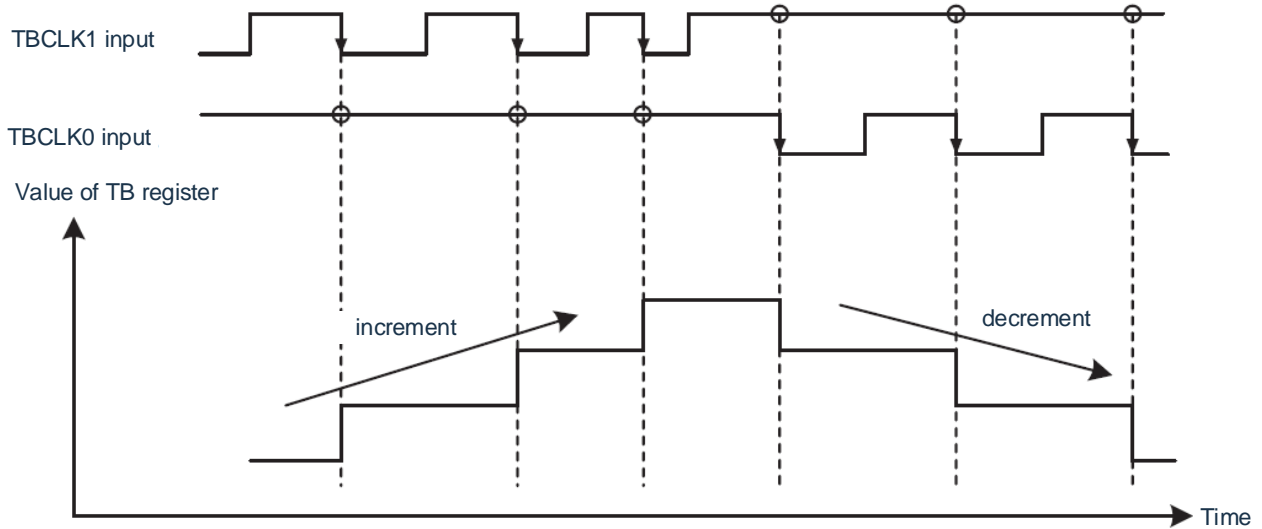 TBCLK1 input
TBCLK0 input
Value of TB register
increment
decrement
Time